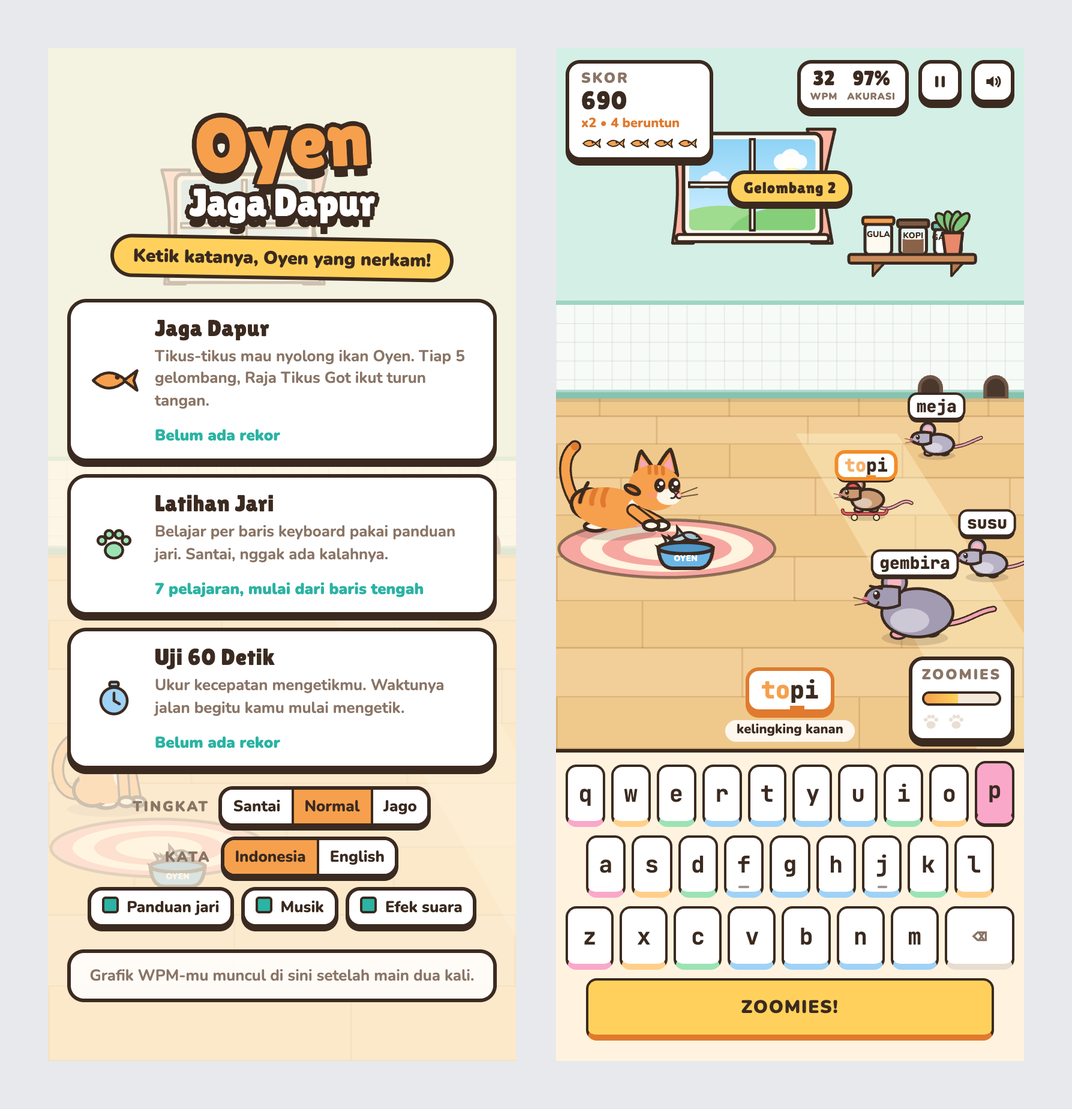 Oyen
Jaga Dapur
Ketik katanya, Oyen yang nerkam!
Jaga Dapur
Tikus-tikus mau nyolong ikan Oyen. Tiap 5
gelombang, Raja Tikus Got ikut turun
tangan.
Belum ada rekor
Latihan Jari
Belajar per baris keyboard pakai panduan
jari. Santai, nggak ada kalahnya.
7 pelajaran, mulai dari baris tengah
Uji 60 Detik
Ukur kecepatan mengetikmu. Waktunya
jalan begitu kamu mulai mengetik.
Belum ada rekor
TINGKAT Santai Normal Jago
KATA Indonesia English
OYEN
Panduan jari Musik Efek suara
Grafik WPM-mu muncul di sini setelah main dua kali.
SKOR
690
x2 • 4 beruntun
32 97%
WPM AKURASI
Gelombang 2
GULA KOPI
meja
topi
susu
gembira
OYEN
topi
kelingking kanan
ZOOMIES
q w e r t y u i o p
a s d f g h j k l
z x c v b n m
ZOOMIES!